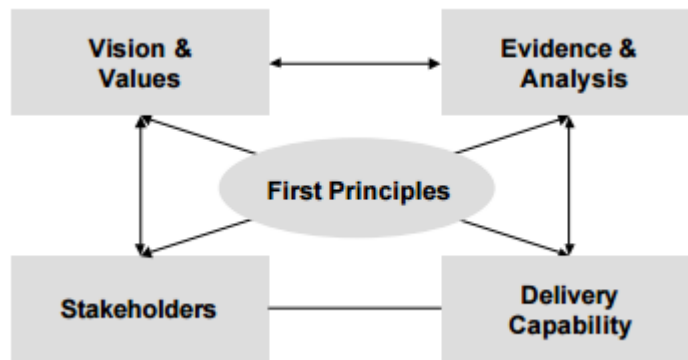 Vision &
Values
Evidence &
Analysis
First Principles
Stakeholders
Delivery
Capability